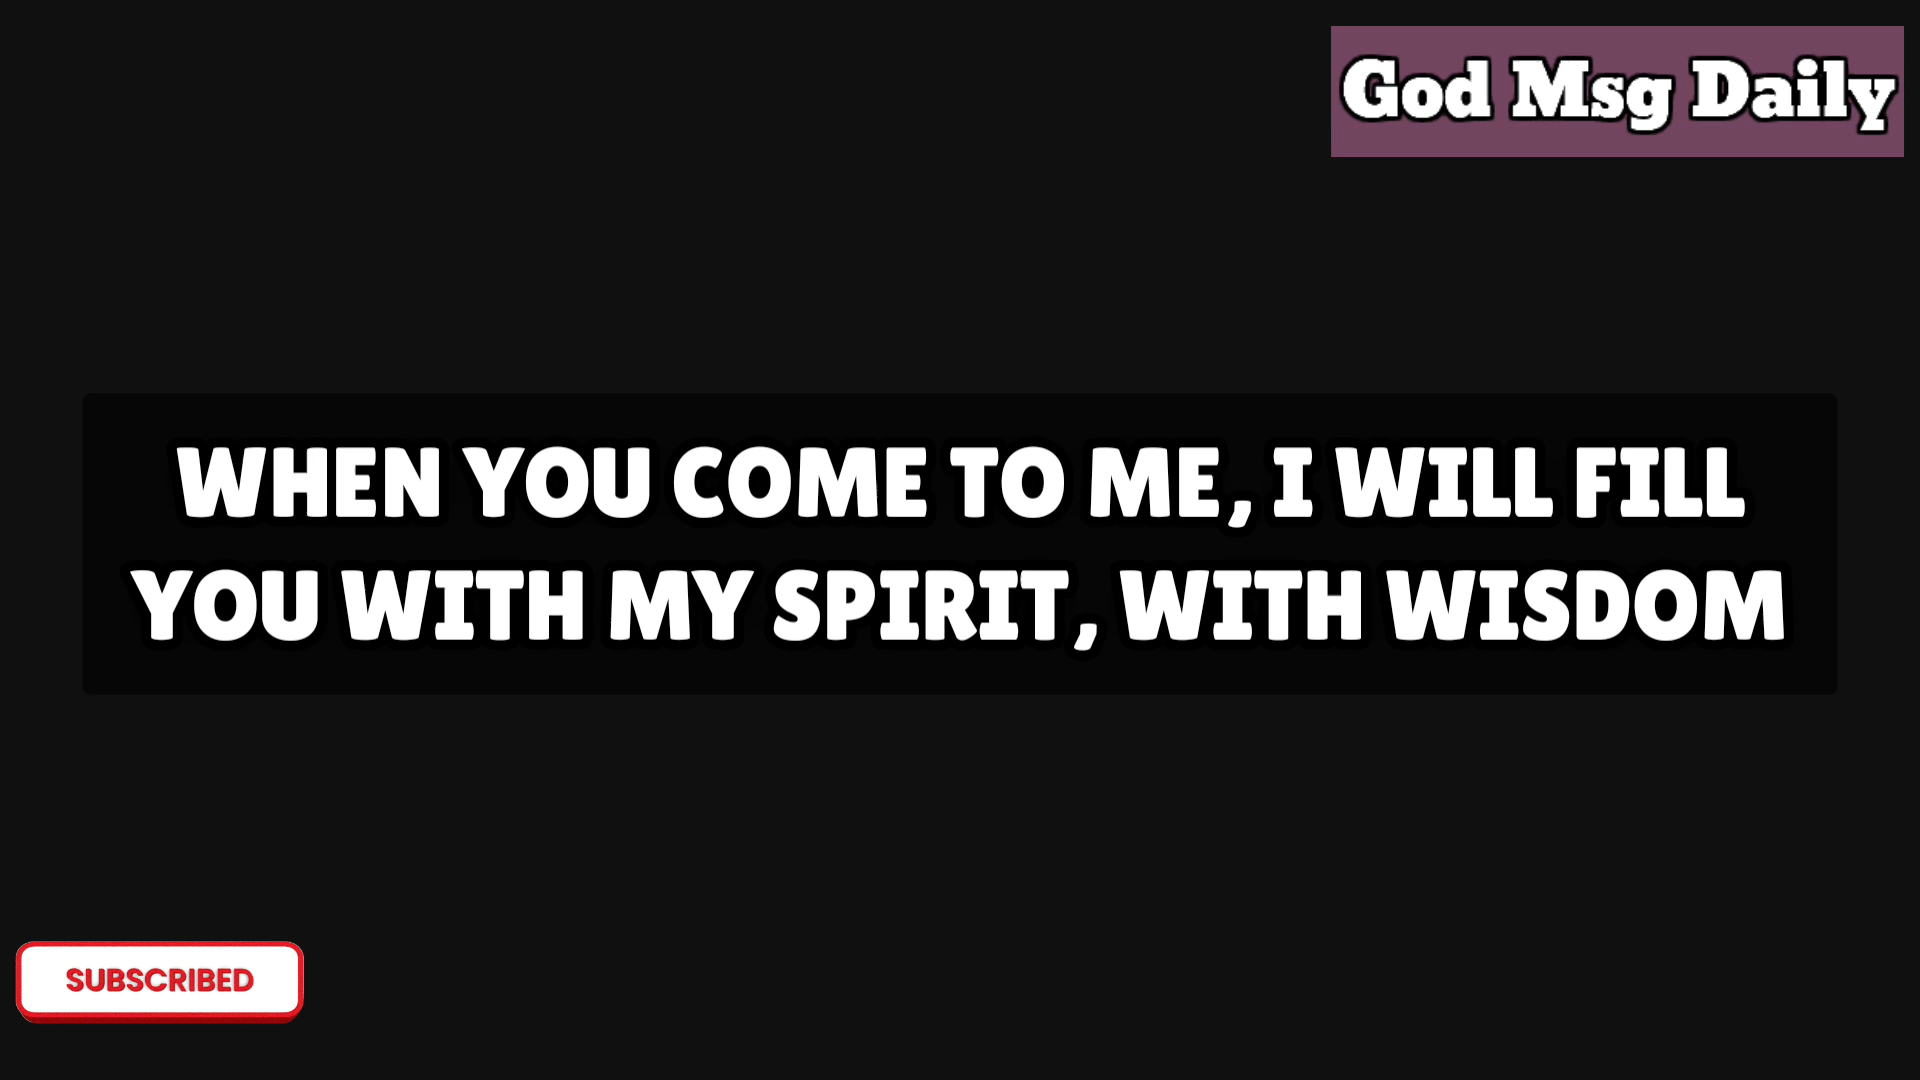 God Msg Daily
WHEN YOU COME TO ME, I WILL FILL
YOU WITH MY SPIRIT, WITH WISDOM
SUBSCRIBED